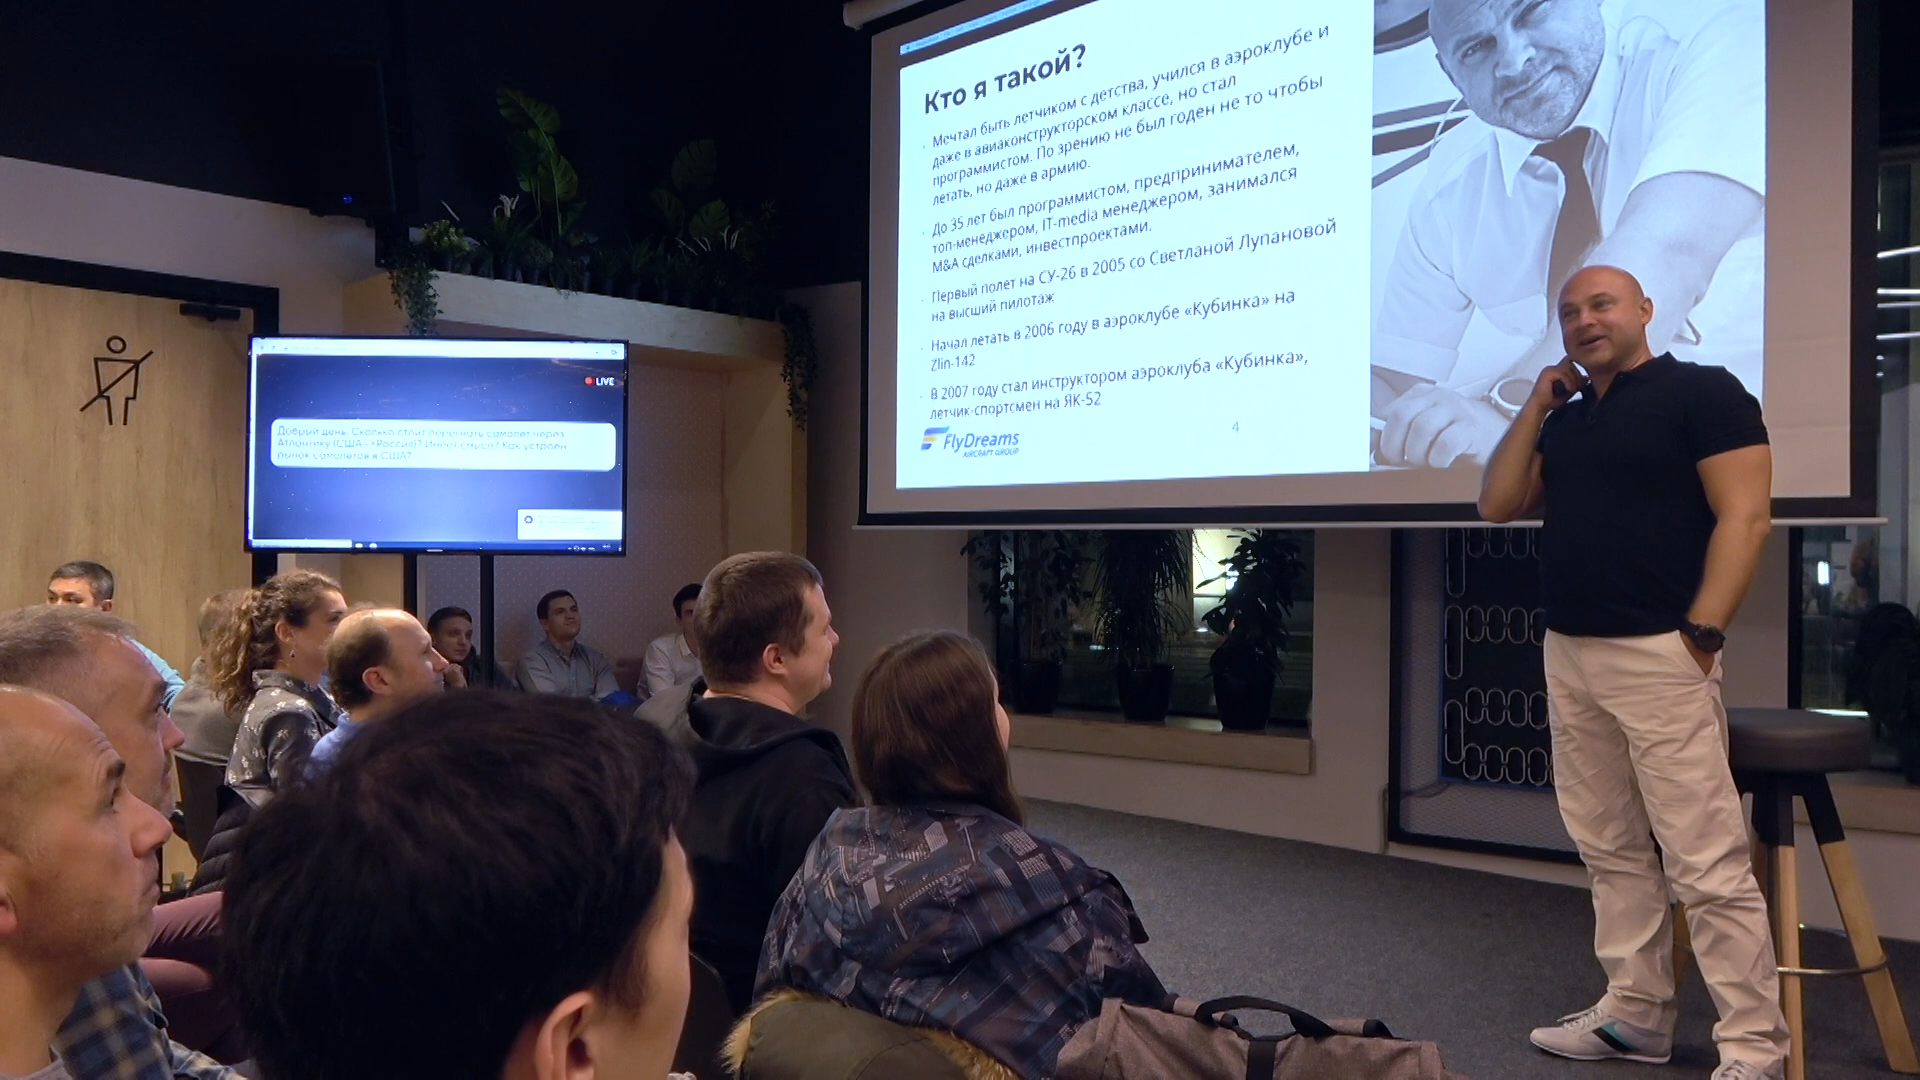 Кто я такой?
Мечтал быть летчиком с детства, учился в аэроклубе и
даже в авиаконструкторском классе, но стал
программистом. По зрению не был годен не то чтобы
летать, но даже в армию.
До 35 лет был программистом, предпринимателем,
топ-менеджером, IT-media менеджером, занимался
M&A сделками, инвестпроектами.
Первый полет на СУ-26 в 2005 со Светланой Лупановой
на высший пилотаж
Начал летать в 2006 году в аэроклубе «Кубинка» на
Zlin-142
В 2007 году стал инструктором аэроклуба «Кубинка»,
летчик-спортсмен на ЯК-52
4
FlyDreams
AIRCRAFT GROUP
LIVE
Добрый день. Сколько стоит перегнать самолет через
Атлантику (США-->Россия)? Имеет смысл? Как устроен
рынок самолетов в США?